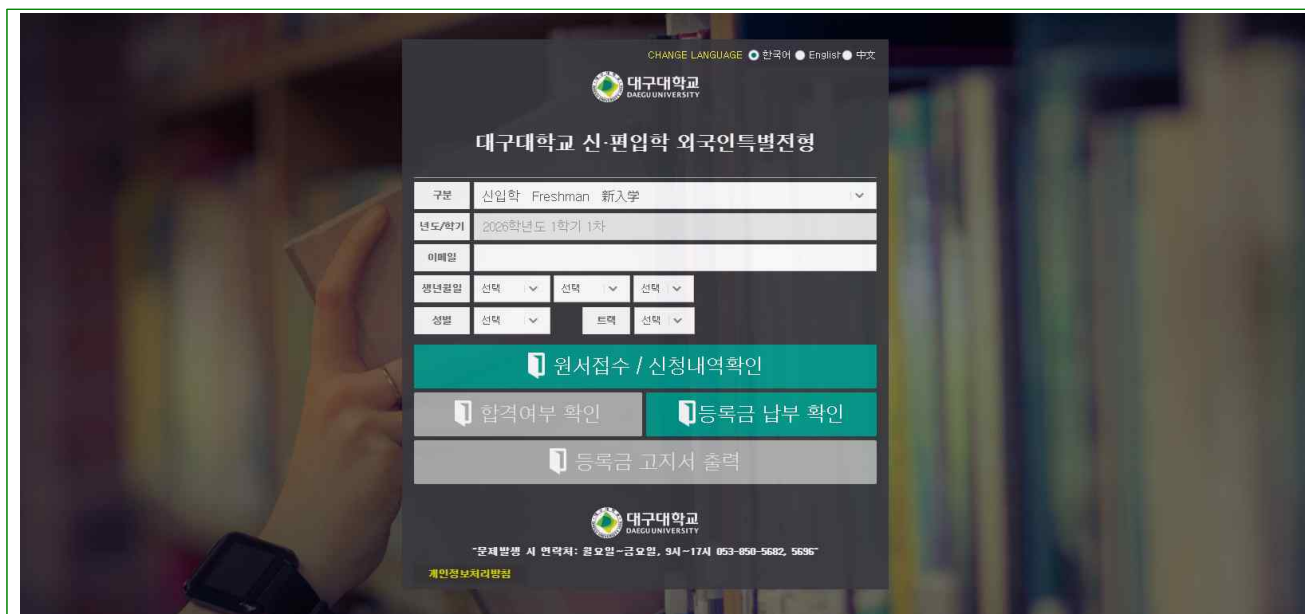 CHANGE LANGUAGE 한국어 English 中文
대구대학교
DAEGU UNIVERSITY
대구대학교 신·편입학 외국인특별전형
구분 신입학 Freshman 新入学
년도/학기 2026학년도 1학기 1차
이메일
생년월일 선택 선택 선택
성별 선택 트랙 선택
원서접수 / 신청내역확인
합격여부 확인 등록금 납부 확인
등록금 고지서 출력
대구대학교
DAEGU UNIVERSITY
"문제발생 시 연락처: 월요일~금요일, 9시~17시 053-850-5682, 5696"
개인정보처리방침